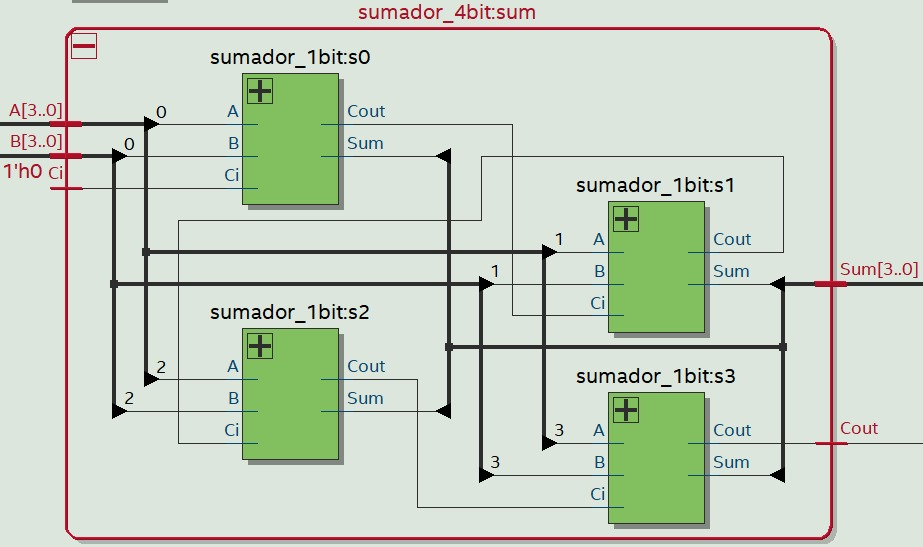 sumador_4bit:sum
sumador_1bit:s0
A[3..0]
0
A
Cout
B[3..0]
0
B
Sum
1'h0 Ci
Ci
sumador_1bit:s1
1
A
Cout
1
B
Sum
Sum[3..0]
Ci
sumador_1bit:s2
2
A
Cout
2
B
Sum
Ci
sumador_1bit:s3
3
A
Cout
Cout
3
B
Sum
Ci